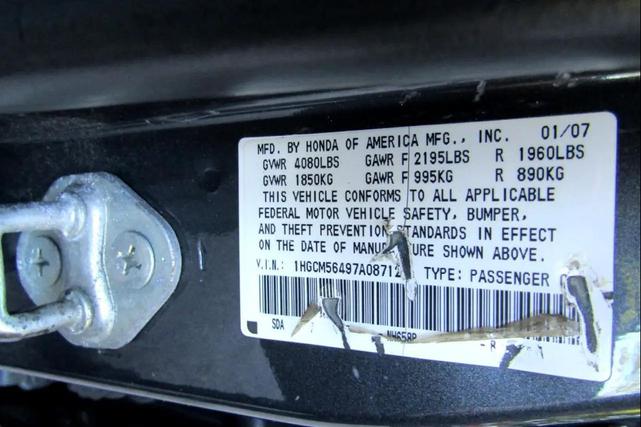 MFD. BY HONDA OF AMERICA MFG., INC. 01/07
GVWR 4080LBS GAWR F 2195LBS R 1960LBS
GVWR 1850KG GAWR F 995KG R 890KG
THIS VEHICLE CONFORMS TO ALL APPLICABLE
FEDERAL MOTOR VEHICLE SAFETY, BUMPER,
AND THEFT PREVENTION STANDARDS IN EFFECT
ON THE DATE OF MANUFACTURE SHOWN ABOVE.
V.I.N.: 1HGCM56497A08712 TYPE: PASSENGER
SDA NH658P - R